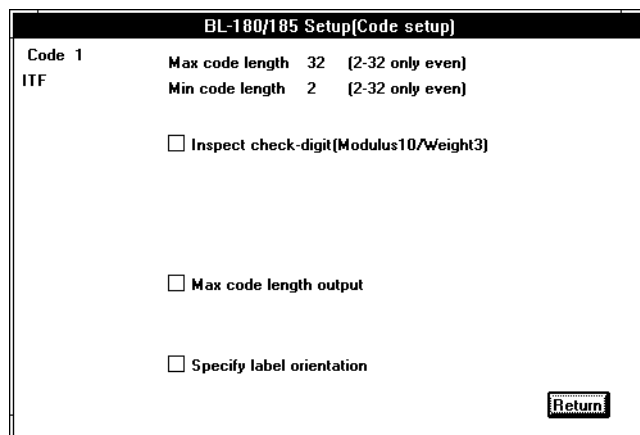 BL-180/185 Setup(Code setup)
Code 1
ITF
Max code length 32 (2-32 only even)
Min code length 2 (2-32 only even)
Inspect check-digit(Modulus10/Weight3)
Max code length output
Specify label orientation
Return